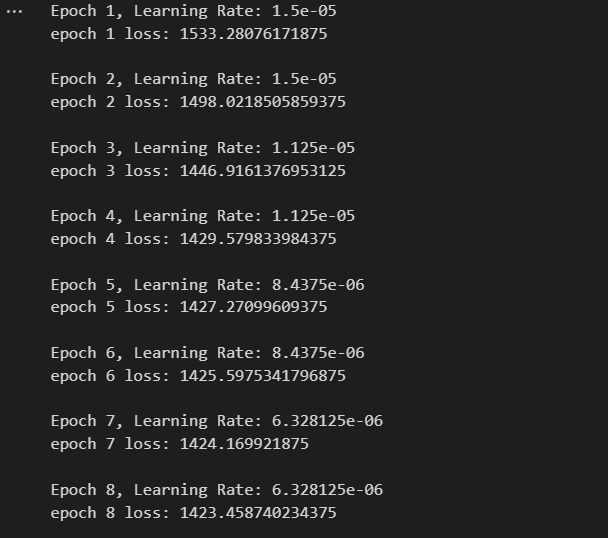 Epoch 1, Learning Rate: 1.5e-05
epoch 1 loss: 1533.28076171875
Epoch 2, Learning Rate: 1.5e-05
epoch 2 loss: 1498.0218505859375
Epoch 3, Learning Rate: 1.125e-05
epoch 3 loss: 1446.9161376953125
Epoch 4, Learning Rate: 1.125e-05
epoch 4 loss: 1429.579833984375
Epoch 5, Learning Rate: 8.4375e-06
epoch 5 loss: 1427.27099609375
Epoch 6, Learning Rate: 8.4375e-06
epoch 6 loss: 1425.5975341796875
Epoch 7, Learning Rate: 6.328125e-06
epoch 7 loss: 1424.169921875
Epoch 8, Learning Rate: 6.328125e-06
epoch 8 loss: 1423.458740234375